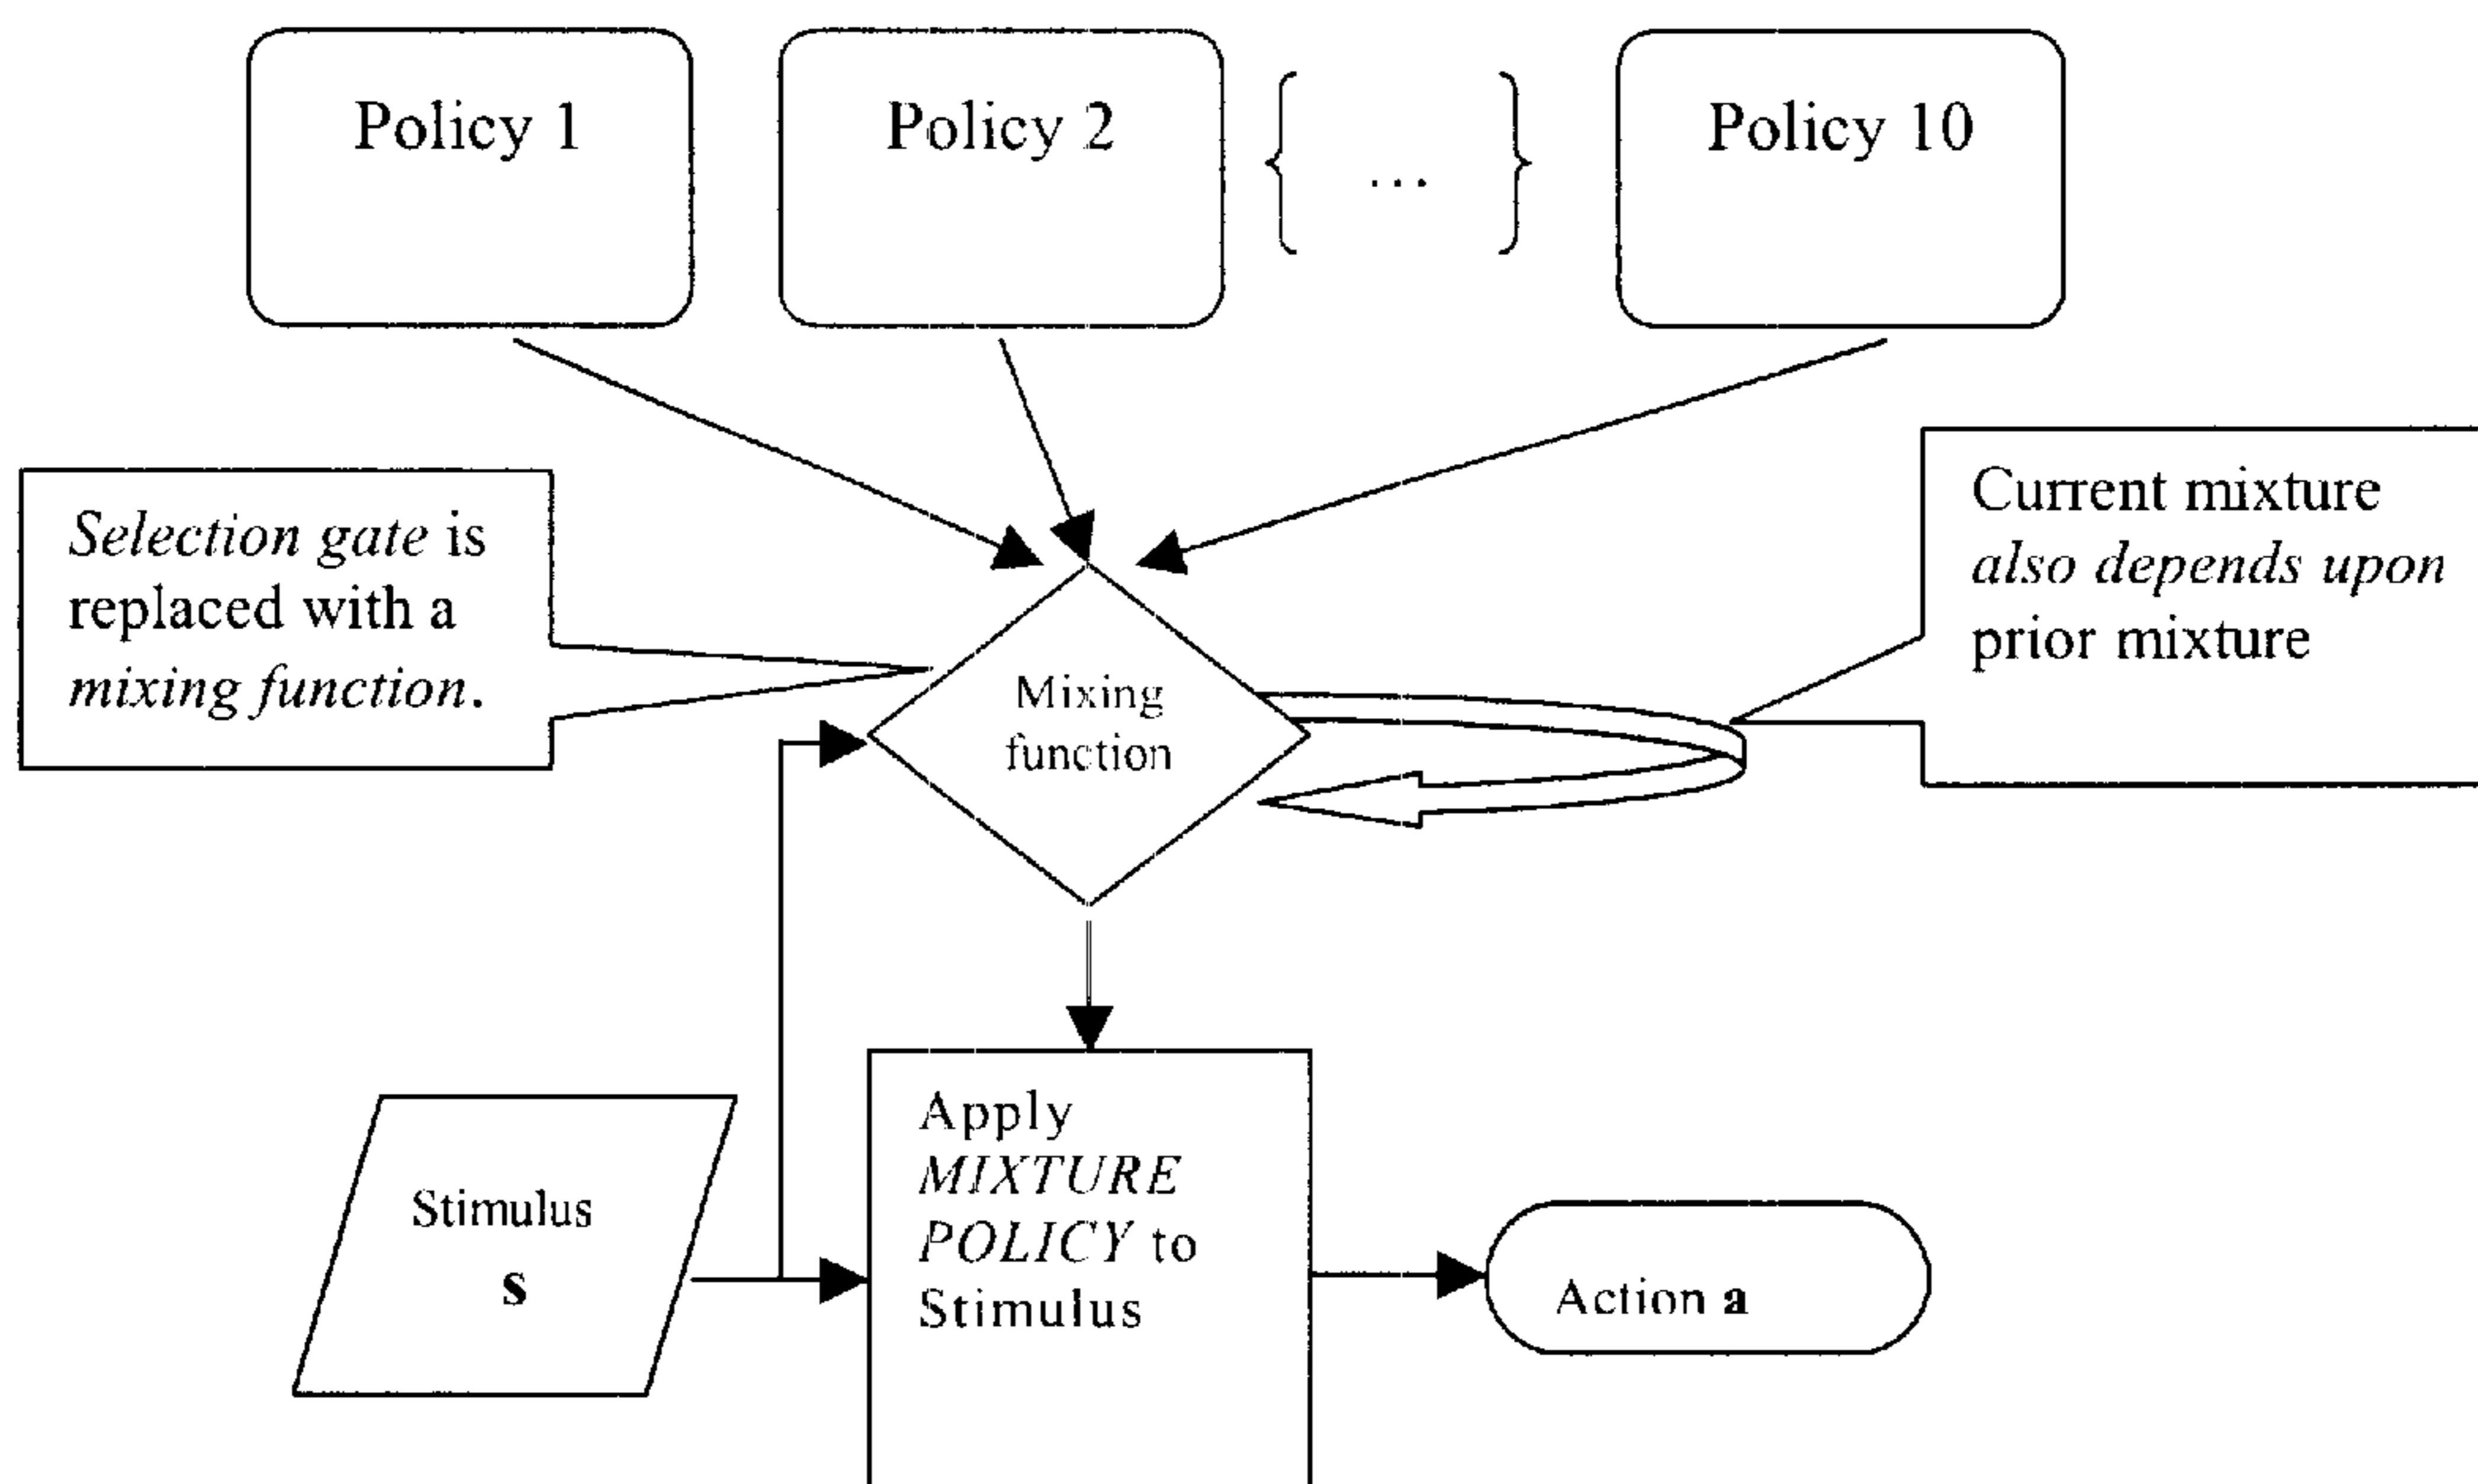 Policy 1
Policy 2
{ ... }
Policy 10
Selection gate is
replaced with a
mixing function.
Current mixture
also depends upon
prior mixture
Mixing
function
Stimulus
s
Apply
MIXTURE
POLICY to
Stimulus
Action a